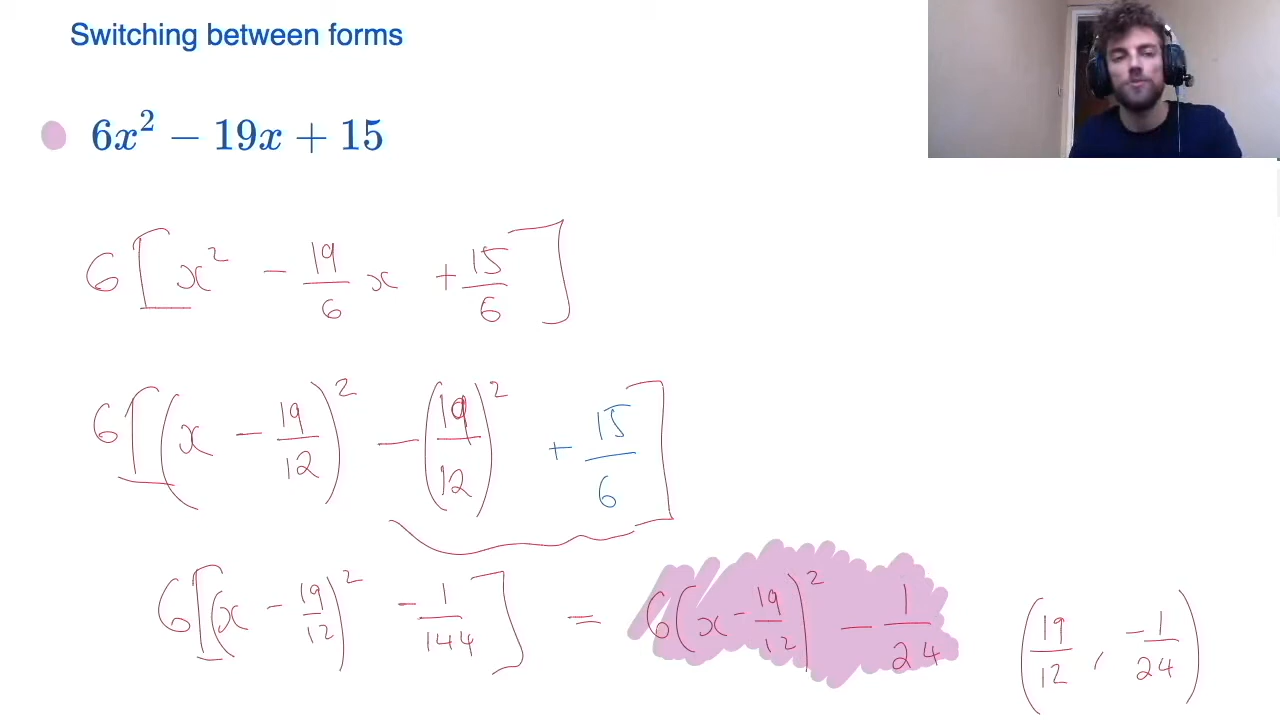 Switching between forms
6x² − 19x + 15
6[x² − 19/6 x + 15/6]
6[(x − 19/12)² − (19/12)² + 15/6]
6[(x − 19/12)² − 1/144] = 6(x − 19/12)² − 1/24 (19/12, −1/24)